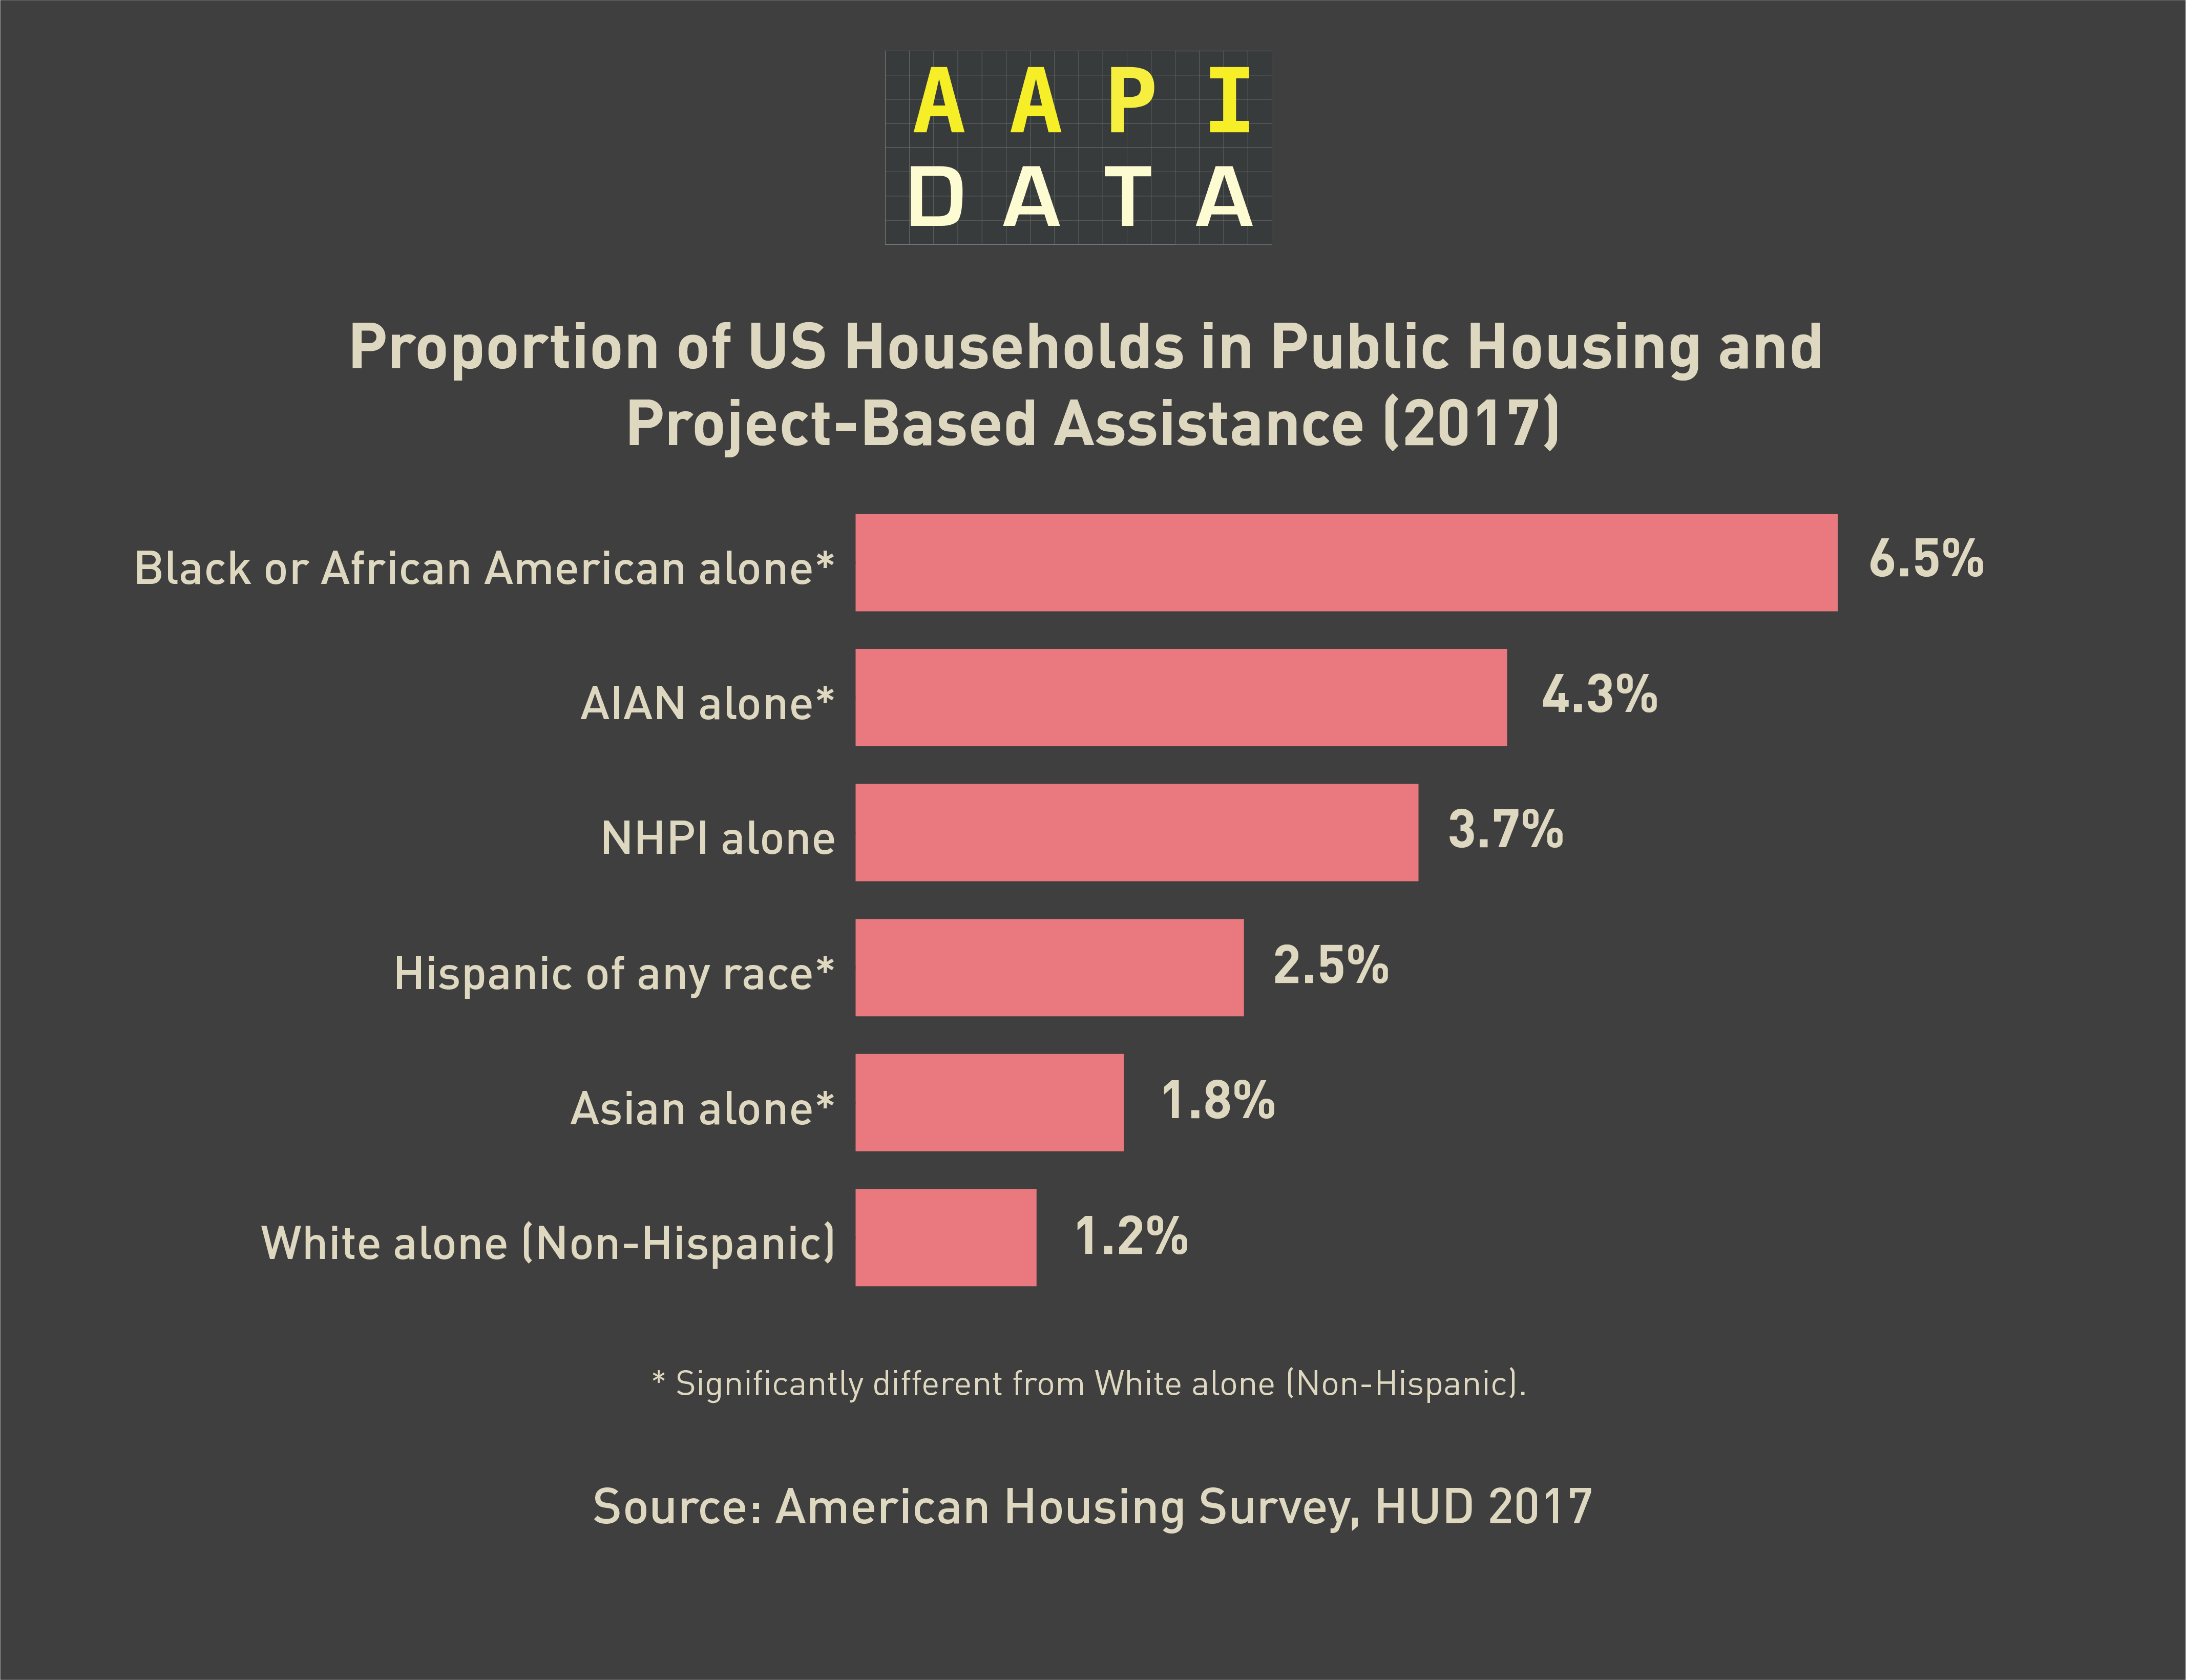 AAPI
DATA
Proportion of US Households in Public Housing and
Project-Based Assistance (2017)
Black or African American alone* 6.5%
AIAN alone* 4.3%
NHPI alone 3.7%
Hispanic of any race* 2.5%
Asian alone* 1.8%
White alone (Non-Hispanic) 1.2%
* Significantly different from White alone (Non-Hispanic).
Source: American Housing Survey, HUD 2017